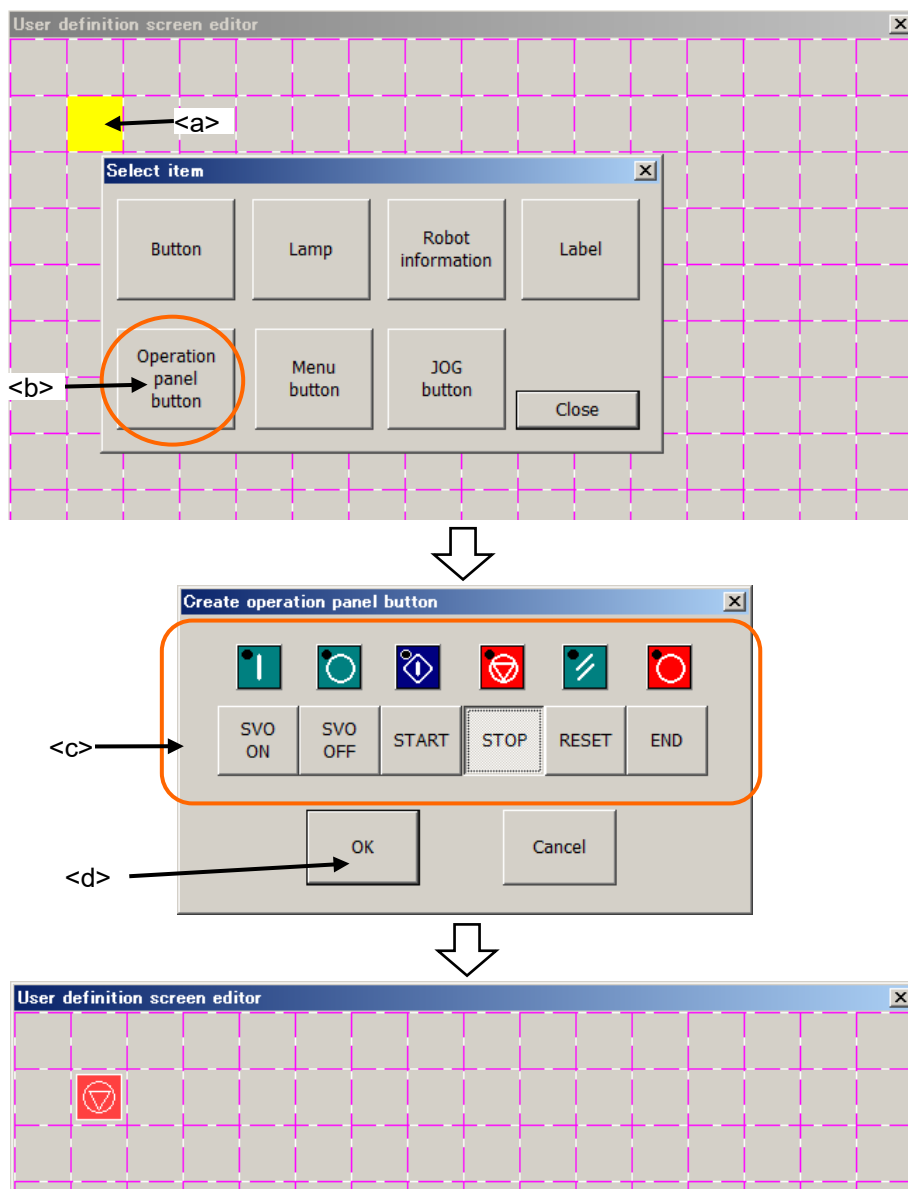 User definition screen editor
<a>
Select item
Button
Lamp
Robot
information
Label
Operation
panel
button
Menu
button
JOG
button
Close
<b>
Create operation panel button
SVO
ON
SVO
OFF
START
STOP
RESET
END
<c>
OK
Cancel
<d>
User definition screen editor